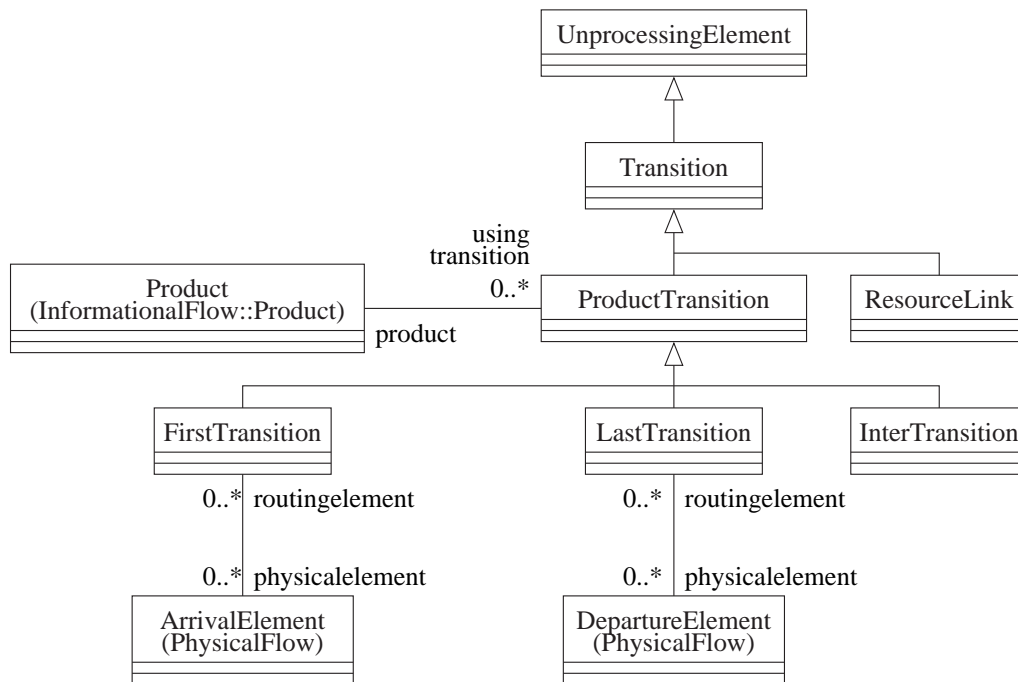 UnprocessingElement
Transition
using
transition
0..*
Product
(InformationalFlow::Product)
product
ProductTransition
ResourceLink
FirstTransition
LastTransition
InterTransition
0..* routingelement
0..* routingelement
0..* physicalelement
0..* physicalelement
ArrivalElement
(PhysicalFlow)
DepartureElement
(PhysicalFlow)